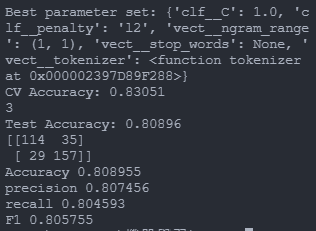 Best parameter set: {'clf__C': 1.0, 'c
lf__penalty': 'l2', 'vect__ngram_range
': (1, 1), 'vect__stop_words': None, '
vect__tokenizer': <function tokenizer
at 0x000002397D89F288>}
CV Accuracy: 0.83051
3
Test Accuracy: 0.80896
[[114  35]
 [ 29 157]]
Accuracy 0.808955
precision 0.807456
recall 0.804593
F1 0.805755